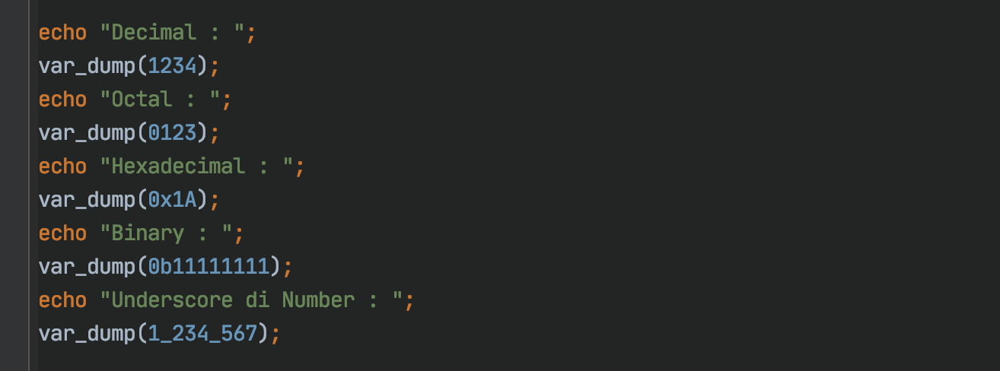 echo "Decimal : ";
var_dump(1234);
echo "Octal : ";
var_dump(0123);
echo "Hexadecimal : ";
var_dump(0x1A);
echo "Binary : ";
var_dump(0b11111111);
echo "Underscore di Number : ";
var_dump(1_234_567);